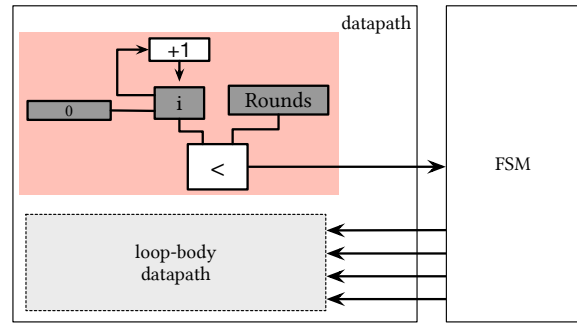 datapath
+1
i
Rounds
0
<
FSM
loop-body
datapath